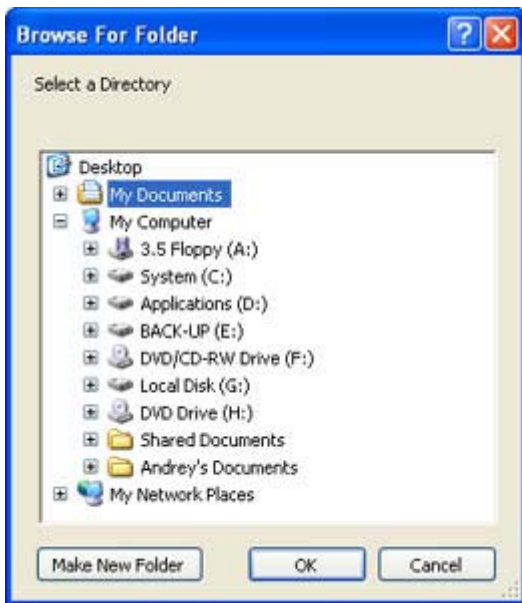 Browse For Folder
Select a Directory
Desktop
My Documents
My Computer
3.5 Floppy (A:)
System (C:)
Applications (D:)
BACK-UP (E:)
DVD/CD-RW Drive (F:)
Local Disk (G:)
DVD Drive (H:)
Shared Documents
Andrey's Documents
My Network Places
Make New Folder OK Cancel